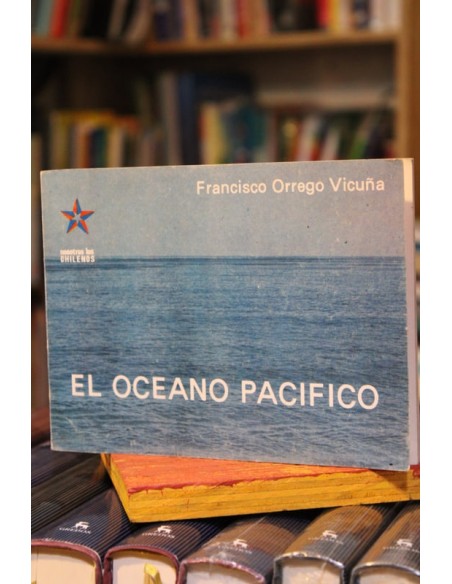 Francisco Orrego Vicuña
nosotros los
CHILENOS
EL OCEANO PACIFICO